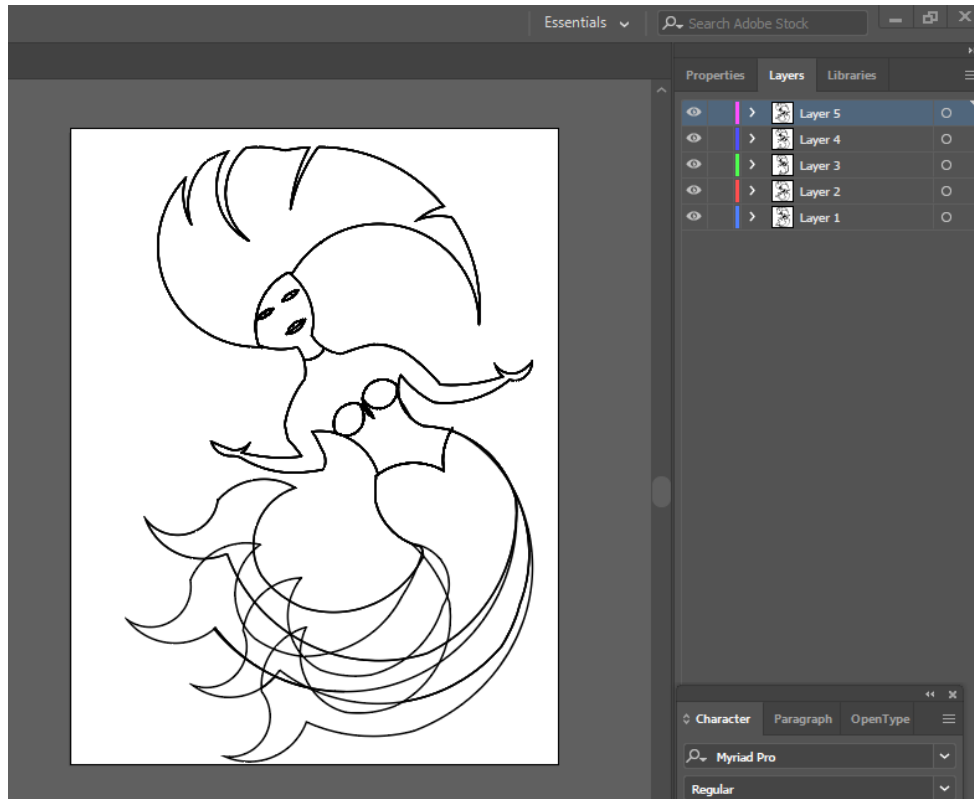 Essentials
Search Adobe Stock
Properties Layers Libraries
Layer 5
Layer 4
Layer 3
Layer 2
Layer 1
Character Paragraph OpenType
Myriad Pro
Regular